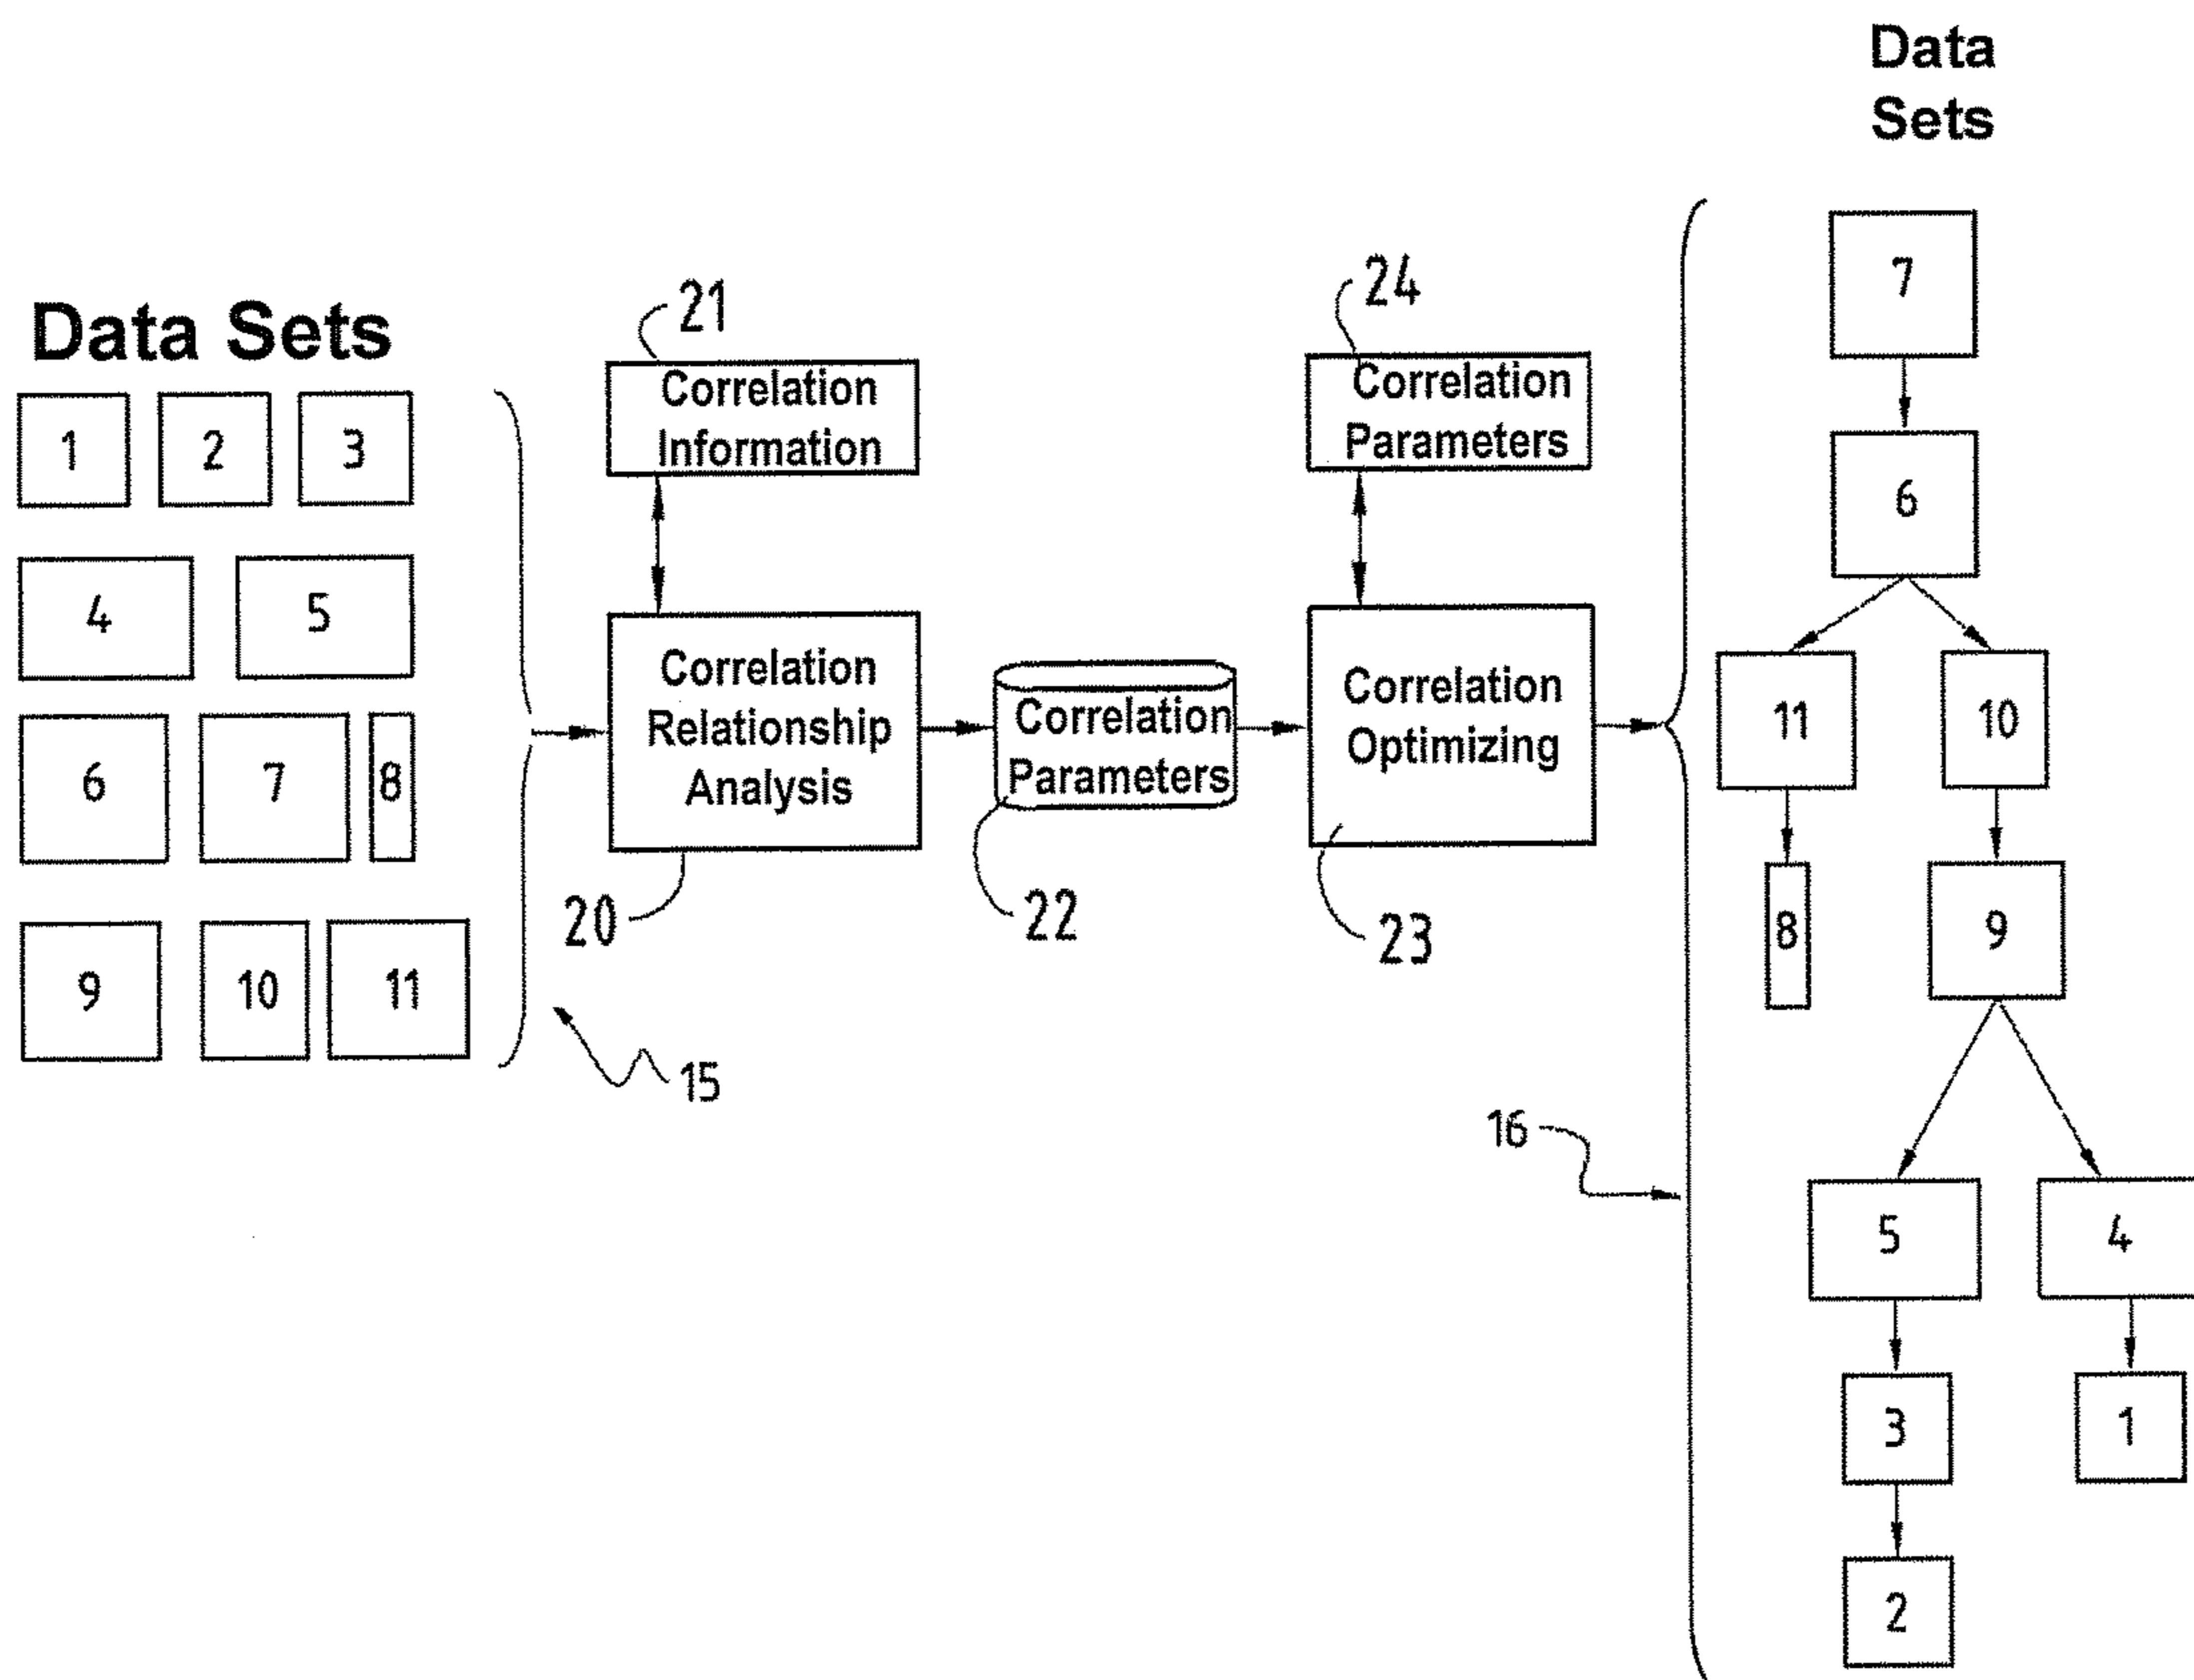 Data
Sets
Data Sets
1 2 3
4 5
6 7 8
9 10 11
15
21
Correlation
Information
Correlation
Relationship
Analysis
20
Correlation
Parameters
22
24
Correlation
Parameters
Correlation
Optimizing
23
16
7
6
11 10
8 9
5 4
3 1
2